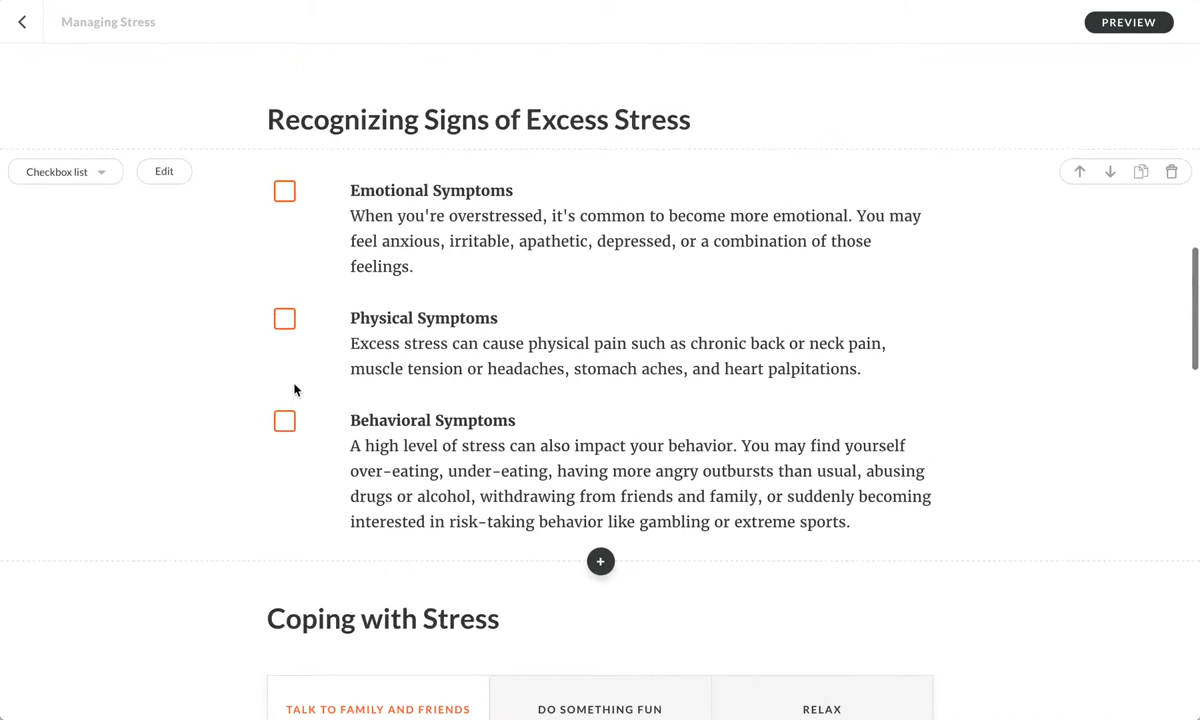 Managing Stress
PREVIEW
Recognizing Signs of Excess Stress
Checkbox list
Edit
Emotional Symptoms
When you're overstressed, it's common to become more emotional. You may
feel anxious, irritable, apathetic, depressed, or a combination of those
feelings.
Physical Symptoms
Excess stress can cause physical pain such as chronic back or neck pain,
muscle tension or headaches, stomach aches, and heart palpitations.
Behavioral Symptoms
A high level of stress can also impact your behavior. You may find yourself
over-eating, under-eating, having more angry outbursts than usual, abusing
drugs or alcohol, withdrawing from friends and family, or suddenly becoming
interested in risk-taking behavior like gambling or extreme sports.
Coping with Stress
TALK TO FAMILY AND FRIENDS
DO SOMETHING FUN
RELAX